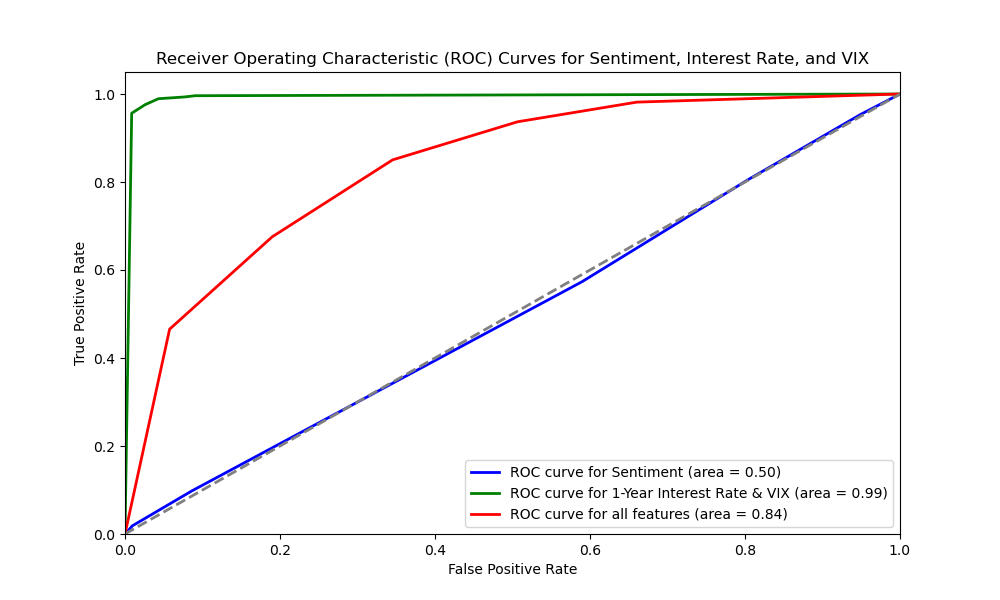 Receiver Operating Characteristic (ROC) Curves for Sentiment, Interest Rate, and VIX
1.0
0.8
0.6
0.4
0.2
0.0
True Positive Rate
ROC curve for Sentiment (area = 0.50)
ROC curve for 1-Year Interest Rate & VIX (area = 0.99)
ROC curve for all features (area = 0.84)
0.0 0.2 0.4 0.6 0.8 1.0
False Positive Rate